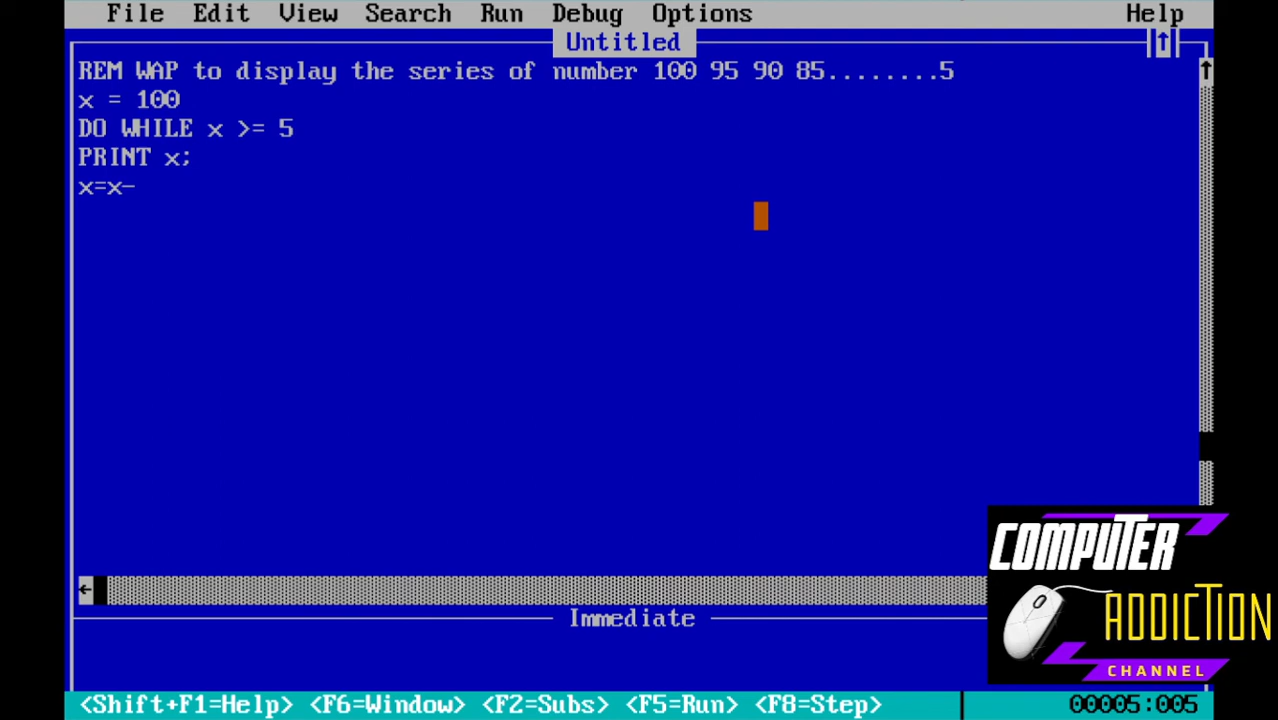 File Edit View Search Run Debug Options Help
Untitled
REM WAP to display the series of number 100 95 90 85........5
x = 100
DO WHILE x >= 5
PRINT x;
x=x-
Immediate
<Shift+F1=Help> <F6=Window> <F2=Subs> <F5=Run> <F8=Step> 00005:005
COMPUTER
ADDICTION
CHANNEL